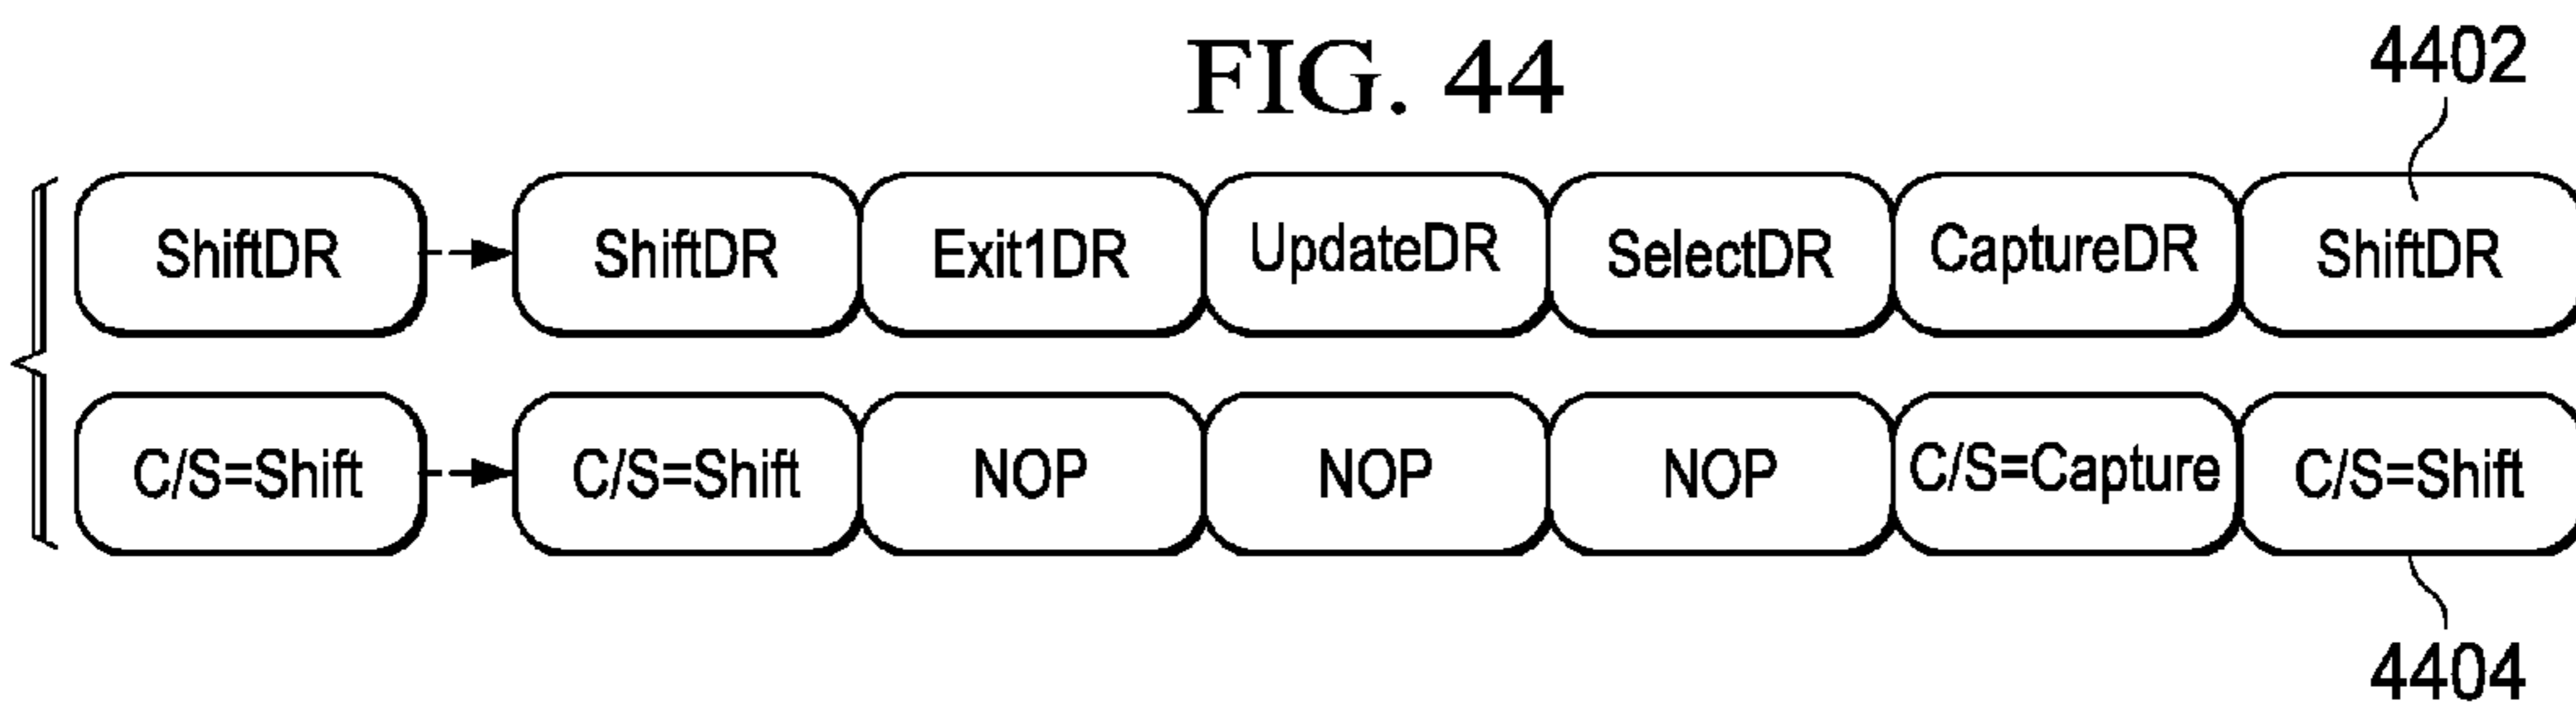 FIG. 44
4402
ShiftDR ShiftDR Exit1DR UpdateDR SelectDR CaptureDR ShiftDR
C/S=Shift C/S=Shift NOP NOP NOP C/S=Capture C/S=Shift
4404